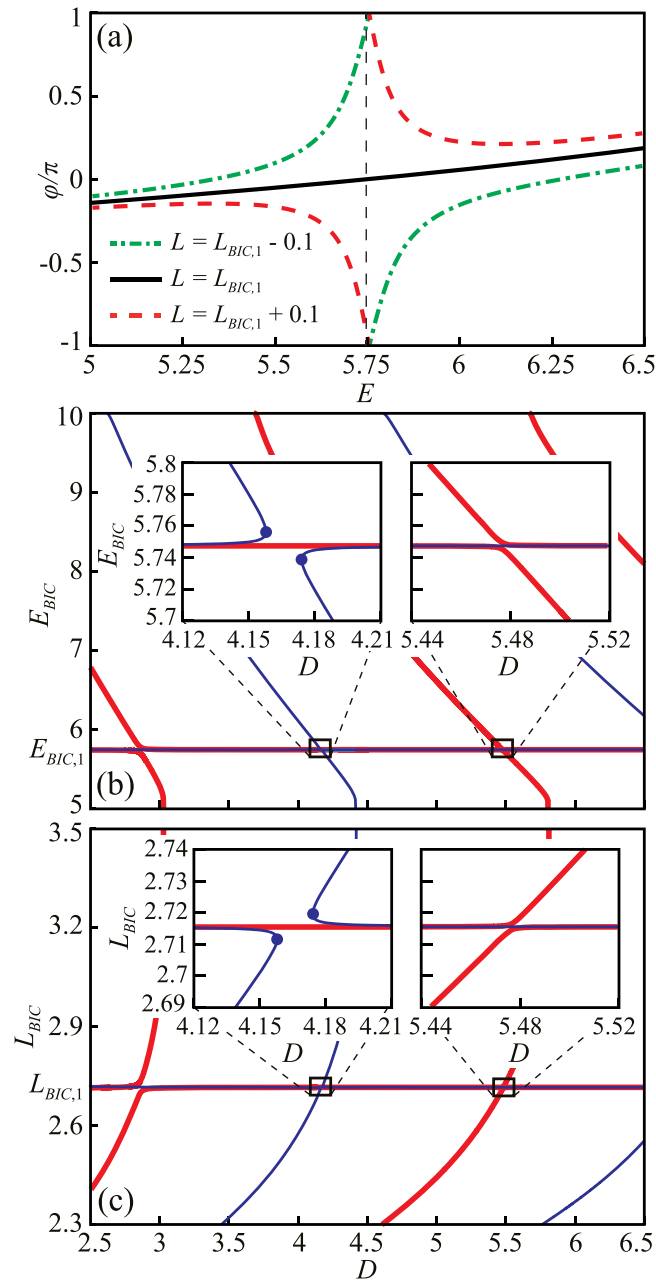 (a)
1
0.5
0
-0.5
-1
φ/π
L = L_BIC,1 - 0.1
L = L_BIC,1
L = L_BIC,1 + 0.1
5 5.25 5.5 5.75 6 6.25 6.5
E
10
9
8
7
6
E_BIC,1
5
E_BIC
5.8
5.78
5.76
5.74
5.72
5.7
E_BIC
4.12 4.15 4.18 4.21
D
5.44 5.48 5.52
D
(b)
3.5
3.2
2.9
L_BIC,1
2.6
2.3
L_BIC
2.74
2.73
2.72
2.71
2.7
2.69
L_BIC
4.12 4.15 4.18 4.21
D
5.44 5.48 5.52
D
(c)
2.5 3 3.5 4 4.5 5 5.5 6 6.5
D